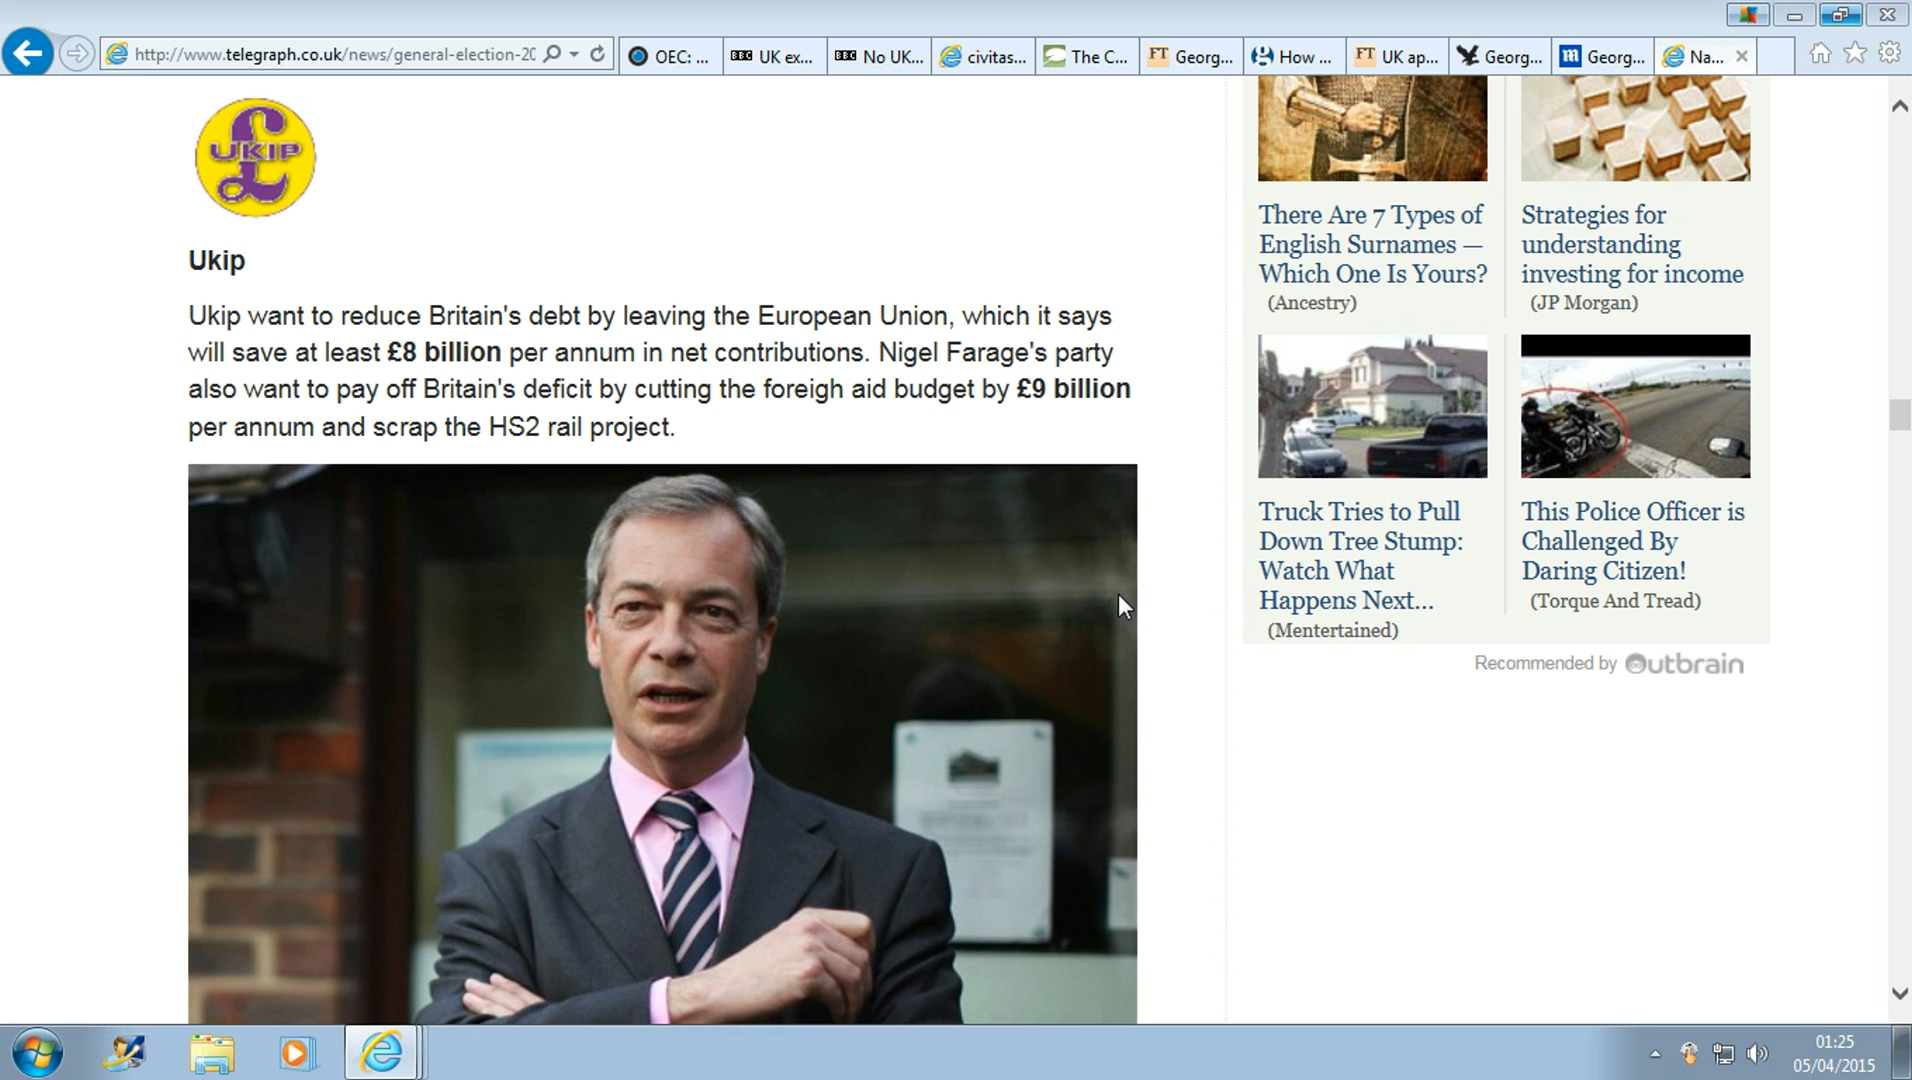 http://www.telegraph.co.uk/news/general-election-20
OEC: ...
UK ex...
No UK...
civitas...
The C...
FT Georg...
How ...
FT UK ap...
Georg...
m Georg...
Na...
UKIP
Ukip
Ukip want to reduce Britain's debt by leaving the European Union, which it says
will save at least £8 billion per annum in net contributions. Nigel Farage's party
also want to pay off Britain's deficit by cutting the foreigh aid budget by £9 billion
per annum and scrap the HS2 rail project.
There Are 7 Types of
English Surnames —
Which One Is Yours?
(Ancestry)
Strategies for
understanding
investing for income
(JP Morgan)
Truck Tries to Pull
Down Tree Stump:
Watch What
Happens Next...
(Mentertained)
This Police Officer is
Challenged By
Daring Citizen!
(Torque And Tread)
Recommended by Outbrain
01:25
05/04/2015